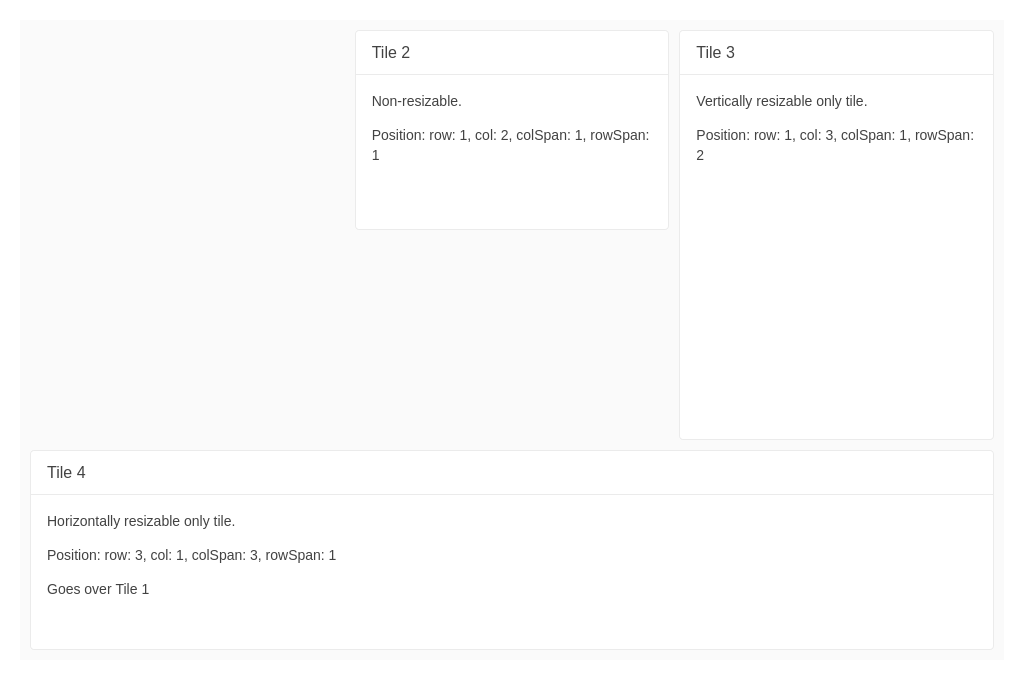 Tile 2
Non-resizable.
Position: row: 1, col: 2, colSpan: 1, rowSpan:
1
Tile 3
Vertically resizable only tile.
Position: row: 1, col: 3, colSpan: 1, rowSpan:
2
Tile 4
Horizontally resizable only tile.
Position: row: 3, col: 1, colSpan: 3, rowSpan: 1
Goes over Tile 1